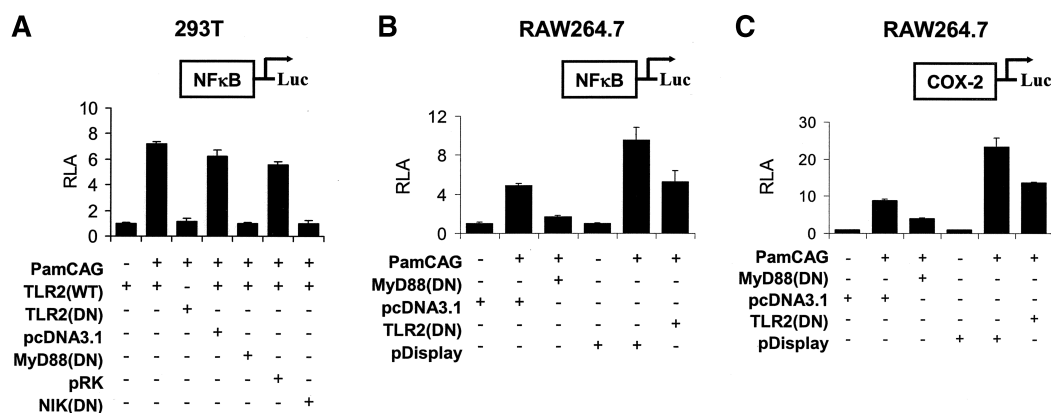 A
293T
NFκB
Luc
RLA
10
8
6
4
2
0
PamCAG - + + + + + +
TLR2(WT) + + - + + + +
TLR2(DN) - - + - - - -
pcDNA3.1 - - - + - - -
MyD88(DN) - - - - + - -
pRK - - - - - + -
NIK(DN) - - - - - - +
B
RAW264.7
NFκB
Luc
RLA
12
8
4
0
PamCAG - + + - + +
MyD88(DN) - - + - - -
pcDNA3.1 + + - - - -
TLR2(DN) - - - - - +
pDisplay - - - + + -
C
RAW264.7
COX-2
Luc
RLA
30
20
10
0
PamCAG - + + - + +
MyD88(DN) - - + - - -
pcDNA3.1 + + - - - -
TLR2(DN) - - - - - +
pDisplay - - - + + -